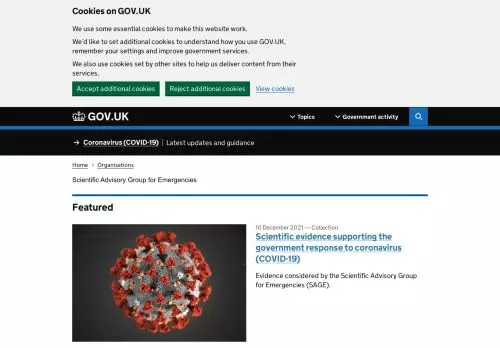 Cookies on GOV.UK
We use some essential cookies to make this website work.
We'd like to set additional cookies to understand how you use GOV.UK,
remember your settings and improve government services.
We also use cookies set by other sites to help us deliver content from their
services.
Accept additional cookies Reject additional cookies View cookies
GOV.UK Topics Government activity
→ Coronavirus (COVID-19) Latest updates and guidance
Home > Organisations
Scientific Advisory Group for Emergencies
Featured
10 December 2021 — Collection
Scientific evidence supporting the
government response to coronavirus
(COVID-19)
Evidence considered by the Scientific Advisory Group
for Emergencies (SAGE).